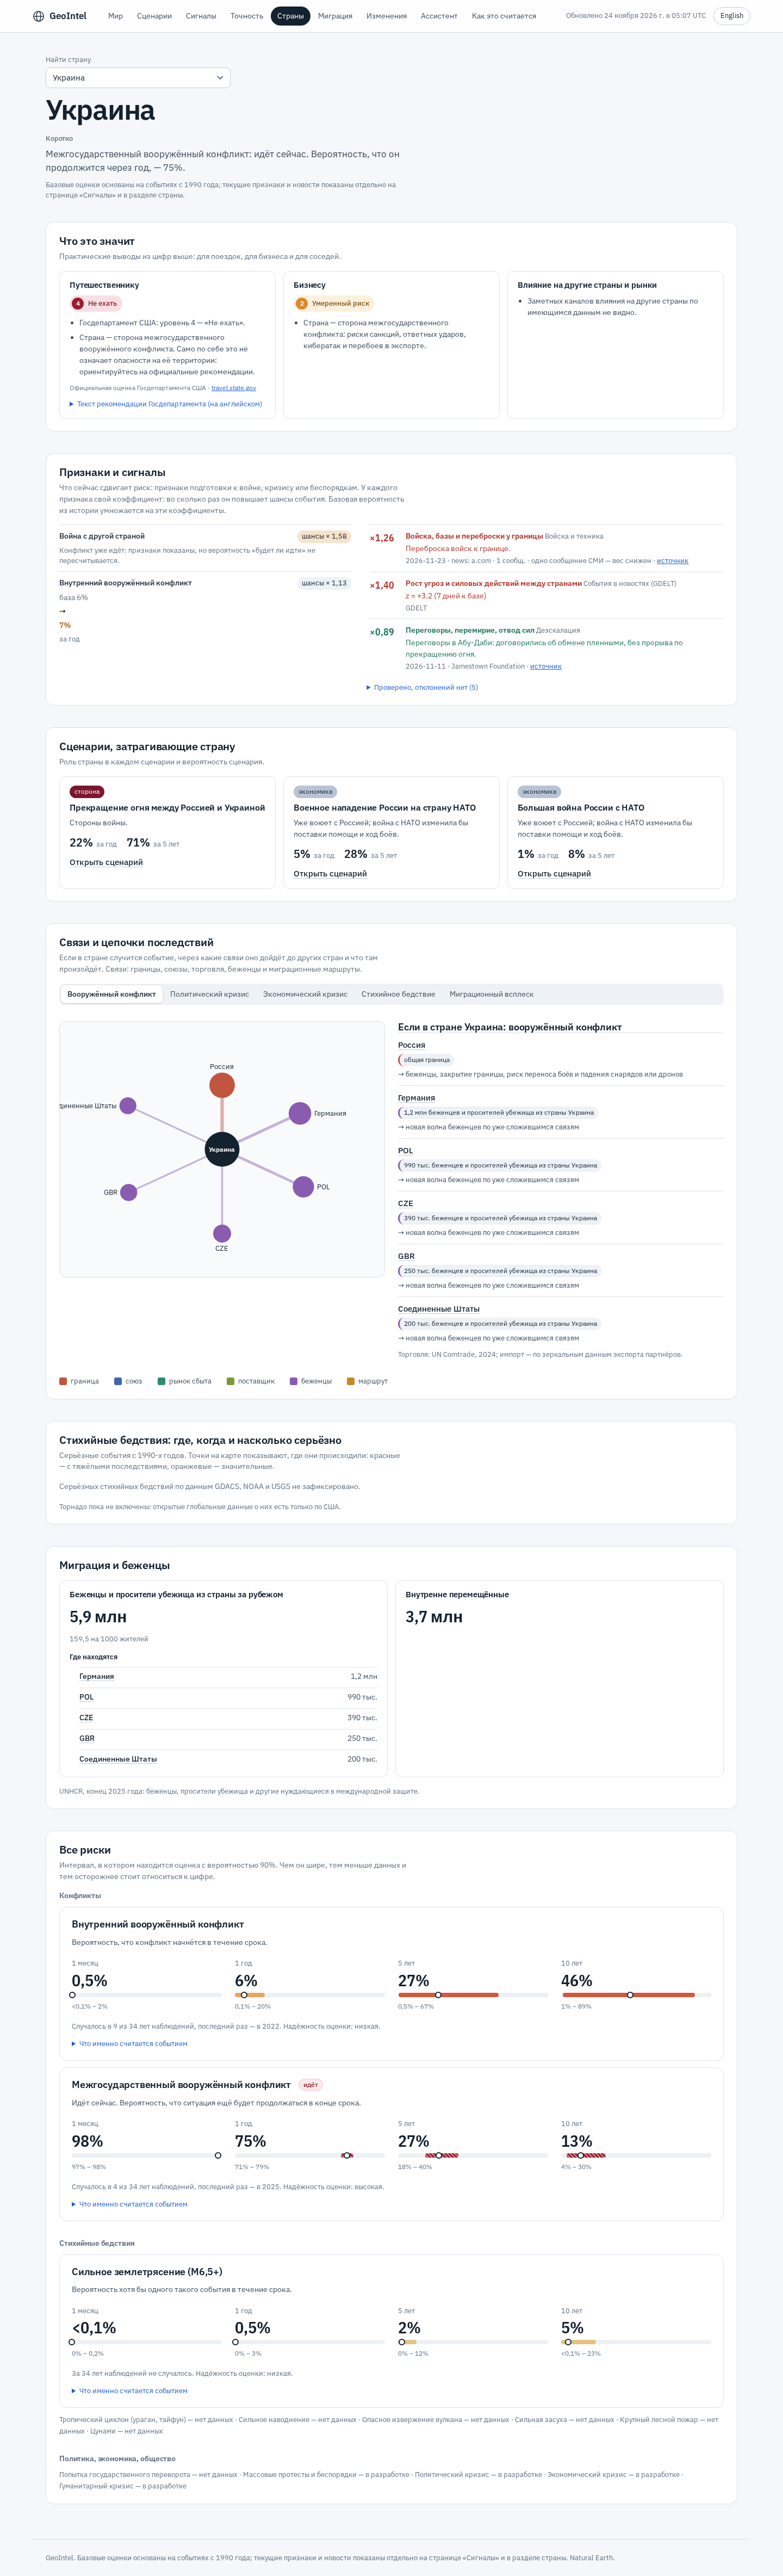 GeoIntel
Мир Сценарии Сигналы Точность Страны Миграция Изменения Ассистент Как это считается
Обновлено 24 ноября 2026 г. в 05:07 UTC
English
Найти страну
Украина
Украина
Коротко
Межгосударственный вооружённый конфликт: идёт сейчас. Вероятность, что он
продолжится через год, — 75%.
Базовые оценки основаны на событиях с 1990 года; текущие признаки и новости показаны отдельно на
странице «Сигналы» и в разделе страны.
Что это значит
Практические выводы из цифр выше: для поездок, для бизнеса и для соседей.
Путешественнику
4 Не ехать
• Госдепартамент США: уровень 4 — «Не ехать».
• Страна — сторона межгосударственного
вооружённого конфликта. Само по себе это не
означает опасности на её территории:
ориентируйтесь на официальные рекомендации.
Официальная оценка Госдепартамента США · travel.state.gov
▶ Текст рекомендации Госдепартамента (на английском)
Бизнесу
2 Умеренный риск
• Страна — сторона межгосударственного
конфликта: риски санкций, ответных ударов,
кибератак и перебоев в экспорте.
Влияние на другие страны и рынки
• Заметных каналов влияния на другие страны по
имеющимся данным не видно.
Признаки и сигналы
Что сейчас сдвигает риск: признаки подготовки к войне, кризису или беспорядкам. У каждого
признака свой коэффициент: во сколько раз он повышает шансы события. Базовая вероятность
из истории умножается на эти коэффициенты.
Война с другой страной
шансы × 1,58
Конфликт уже идёт: признаки показаны, но вероятность «будет ли идти» не
пересчитывается.
Внутренний вооружённый конфликт
шансы × 1,13
база 6%
→
7%
за год
×1,26
Войска, базы и переброски у границы Войска и техника
Переброска войск к границе.
2026-11-23 · news: a.com · 1 сообщ. · одно сообщение СМИ — вес снижен · источник
×1,40
Рост угроз и силовых действий между странами События в новостях (GDELT)
z = +3.2 (7 дней к базе)
GDELT
×0,89
Переговоры, перемирие, отвод сил Деэскалация
Переговоры в Абу-Даби: договорились об обмене пленными, без прорыва по
прекращению огня.
2026-11-11 · Jamestown Foundation · источник
▶ Проверено, отклонений нет (5)
Сценарии, затрагивающие страну
Роль страны в каждом сценарии и вероятность сценария.
сторона
Прекращение огня между Россией и Украиной
Стороны войны.
22% за год 71% за 5 лет
Открыть сценарий
экономика
Военное нападение России на страну НАТО
Уже воюет с Россией; война с НАТО изменила бы
поставки помощи и ход боёв.
5% за год 28% за 5 лет
Открыть сценарий
экономика
Большая война России с НАТО
Уже воюет с Россией; война с НАТО изменила бы
поставки помощи и ход боёв.
1% за год 8% за 5 лет
Открыть сценарий
Связи и цепочки последствий
Если в стране случится событие, через какие связи оно дойдёт до других стран и что там
произойдёт. Связи: границы, союзы, торговля, беженцы и миграционные маршруты.
Вооружённый конфликт Политический кризис Экономический кризис Стихийное бедствие Миграционный всплеск
Россия
диненные Штаты
Германия
Украина
GBR
POL
CZE
Если в стране Украина: вооружённый конфликт
Россия
общая граница
→ беженцы, закрытие границы, риск переноса боёв и падения снарядов или дронов
Германия
1,2 млн беженцев и просителей убежища из страны Украина
→ новая волна беженцев по уже сложившимся связям
POL
990 тыс. беженцев и просителей убежища из страны Украина
→ новая волна беженцев по уже сложившимся связям
CZE
390 тыс. беженцев и просителей убежища из страны Украина
→ новая волна беженцев по уже сложившимся связям
GBR
250 тыс. беженцев и просителей убежища из страны Украина
→ новая волна беженцев по уже сложившимся связям
Соединенные Штаты
200 тыс. беженцев и просителей убежища из страны Украина
→ новая волна беженцев по уже сложившимся связям
Торговля: UN Comtrade, 2024; импорт — по зеркальным данным экспорта партнёров.
граница союз рынок сбыта поставщик беженцы маршрут
Стихийные бедствия: где, когда и насколько серьёзно
Серьёзные события с 1990-х годов. Точки на карте показывают, где они происходили: красные
— с тяжёлыми последствиями, оранжевые — значительные.
Серьёзных стихийных бедствий по данным GDACS, NOAA и USGS не зафиксировано.
Торнадо пока не включены: открытые глобальные данные о них есть только по США.
Миграция и беженцы
Беженцы и просители убежища из страны за рубежом
5,9 млн
159,5 на 1000 жителей
Где находятся
Германия 1,2 млн
POL 990 тыс.
CZE 390 тыс.
GBR 250 тыс.
Соединенные Штаты 200 тыс.
Внутренне перемещённые
3,7 млн
UNHCR, конец 2025 года: беженцы, просители убежища и другие нуждающиеся в международной защите.
Все риски
Интервал, в котором находится оценка с вероятностью 90%. Чем он шире, тем меньше данных и
тем осторожнее стоит относиться к цифре.
Конфликты
Внутренний вооружённый конфликт
Вероятность, что конфликт начнётся в течение срока.
1 месяц 1 год 5 лет 10 лет
0,5% 6% 27% 46%
<0,1% – 2% 0,1% – 20% 0,5% – 67% 1% – 89%
Случалось в 9 из 34 лет наблюдений, последний раз — в 2022. Надёжность оценки: низкая.
▶ Что именно считается событием
Межгосударственный вооружённый конфликт идёт
Идёт сейчас. Вероятность, что ситуация ещё будет продолжаться в конце срока.
1 месяц 1 год 5 лет 10 лет
98% 75% 27% 13%
97% – 98% 71% – 79% 18% – 40% 4% – 30%
Случалось в 4 из 34 лет наблюдений, последний раз — в 2025. Надёжность оценки: высокая.
▶ Что именно считается событием
Стихийные бедствия
Сильное землетрясение (M6,5+)
Вероятность хотя бы одного такого события в течение срока.
1 месяц 1 год 5 лет 10 лет
<0,1% 0,5% 2% 5%
0% – 0,2% 0% – 3% 0% – 12% <0,1% – 23%
За 34 лет наблюдений не случалось. Надёжность оценки: низкая.
▶ Что именно считается событием
Тропический циклон (ураган, тайфун) — нет данных · Сильное наводнение — нет данных · Опасное извержение вулкана — нет данных · Сильная засуха — нет данных · Крупный лесной пожар — нет
данных · Цунами — нет данных
Политика, экономика, общество
Попытка государственного переворота — нет данных · Массовые протесты и беспорядки — в разработке · Политический кризис — в разработке · Экономический кризис — в разработке ·
Гуманитарный кризис — в разработке
GeoIntel. Базовые оценки основаны на событиях с 1990 года; текущие признаки и новости показаны отдельно на странице «Сигналы» и в разделе страны. Natural Earth.